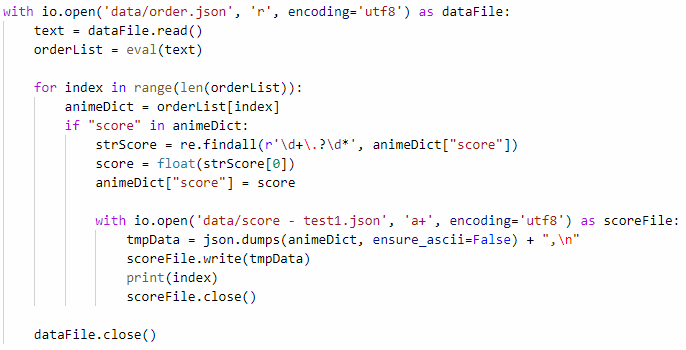 with io.open('data/order.json', 'r', encoding='utf8') as dataFile:
    text = dataFile.read()
    orderList = eval(text)

    for index in range(len(orderList)):
        animeDict = orderList[index]
        if "score" in animeDict:
            strScore = re.findall(r'\d+\.?\d*', animeDict["score"])
            score = float(strScore[0])
            animeDict["score"] = score

            with io.open('data/score - test1.json', 'a+', encoding='utf8') as scoreFile:
                tmpData = json.dumps(animeDict, ensure_ascii=False) + ",\n"
                scoreFile.write(tmpData)
                print(index)
                scoreFile.close()

    dataFile.close()